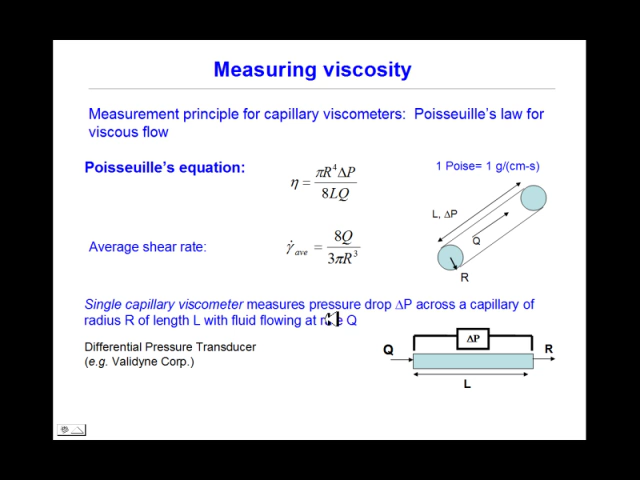 Measuring viscosity
Measurement principle for capillary viscometers: Poisseuille's law for
viscous flow
Poisseuille's equation:
η = πR⁴ΔP / 8LQ
1 Poise= 1 g/(cm-s)
L, ΔP
Q
R
Average shear rate:
γ̇ ave = 8Q / 3πR³
Single capillary viscometer measures pressure drop ΔP across a capillary of
radius R of length L with fluid flowing at Q
Differential Pressure Transducer
(e.g. Validyne Corp.)
ΔP
Q
R
L